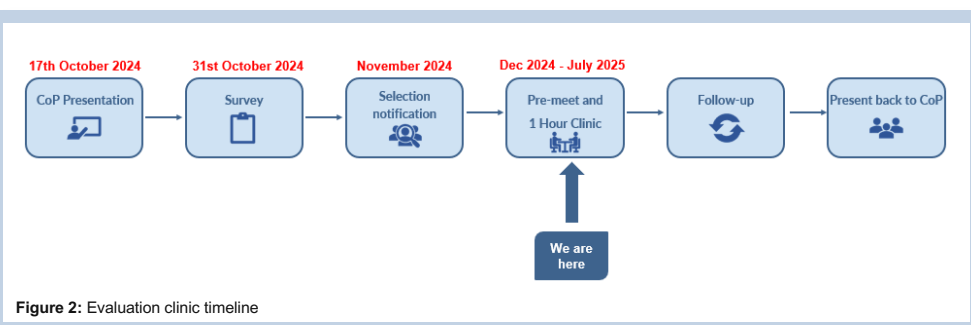 17th October 2024
31st October 2024
November 2024
Dec 2024 - July 2025
CoP Presentation
Survey
Selection
notification
Pre-meet and
1 Hour Clinic
Follow-up
Present back to CoP
We are
here
Figure 2: Evaluation clinic timeline